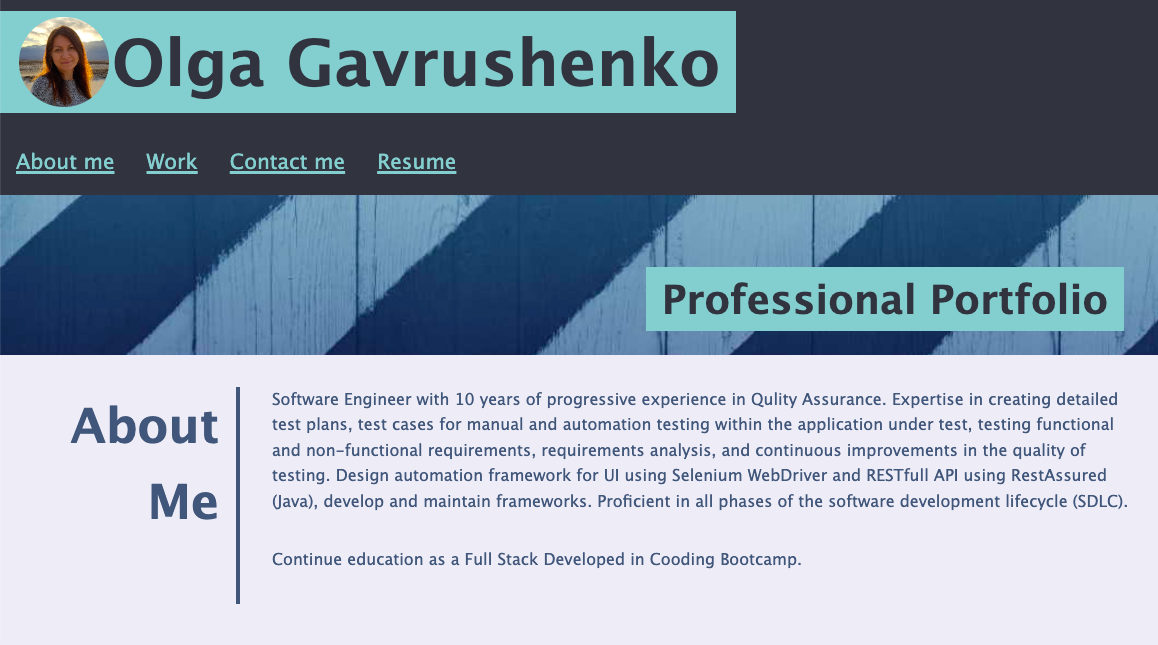 Olga Gavrushenko
About me Work Contact me Resume
Professional Portfolio
About
Me
Software Engineer with 10 years of progressive experience in Qulity Assurance. Expertise in creating detailed
test plans, test cases for manual and automation testing within the application under test, testing functional
and non-functional requirements, requirements analysis, and continuous improvements in the quality of
testing. Design automation framework for UI using Selenium WebDriver and RESTfull API using RestAssured
(Java), develop and maintain frameworks. Proficient in all phases of the software development lifecycle (SDLC).
Continue education as a Full Stack Developed in Cooding Bootcamp.